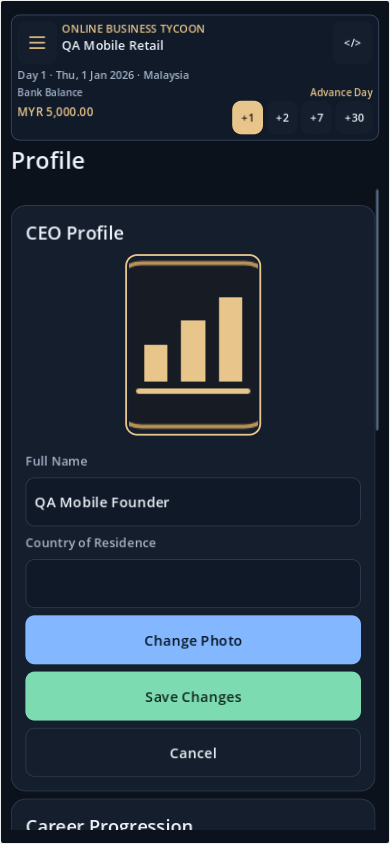 ONLINE BUSINESS TYCOON
QA Mobile Retail
</>
Day 1 · Thu, 1 Jan 2026 · Malaysia
Bank Balance
Advance Day
MYR 5,000.00
+1 +2 +7 +30
Profile
CEO Profile
Full Name
QA Mobile Founder
Country of Residence
Change Photo
Save Changes
Cancel
Career Progression